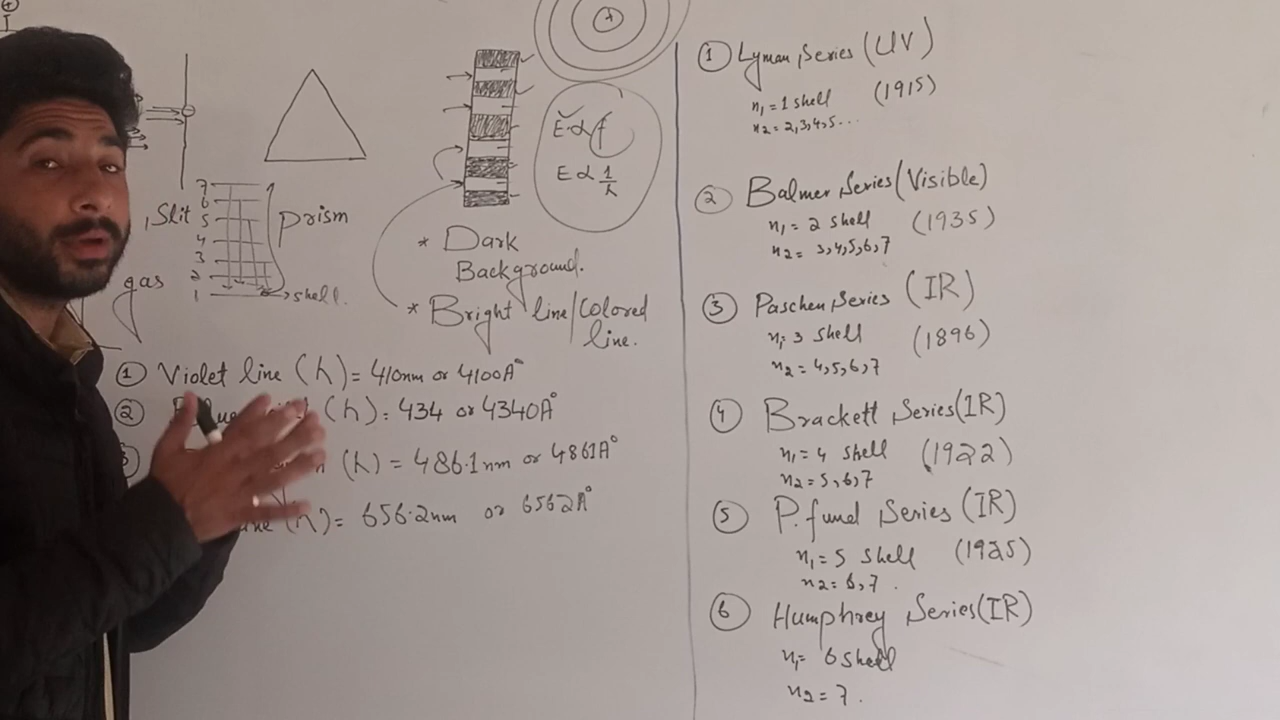 Slit
7
6
5
4
3
2
1
→ shell.
prism
gas
+
E ∝ f
E ∝ 1/λ
* Dark
Background.
* Bright line/Colored
line.
① Violet line (λ) = 410nm or 4100A°
② (λ) = 434 or 4340A°
(λ) = 486.1nm or 4861A°
(λ) = 656.2nm or 6562A°
① Lyman Series (UV)
n₁ = 1 shell (1915)
n₂ = 2,3,4,5...
② Balmer Series (Visible)
n₁ = 2 shell (1935)
n₂ = 3,4,5,6,7
③ Paschen Series (IR)
n₁ = 3 shell (1896)
n₂ = 4,5,6,7
④ Brackett Series (IR)
n₁ = 4 shell (1922)
n₂ = 5,6,7
⑤ P.fund Series (IR)
n₁ = 5 shell (1925)
n₂ = 6,7.
⑥ Humphrey Series (IR)
n₁ = 6 shell
n₂ = 7.